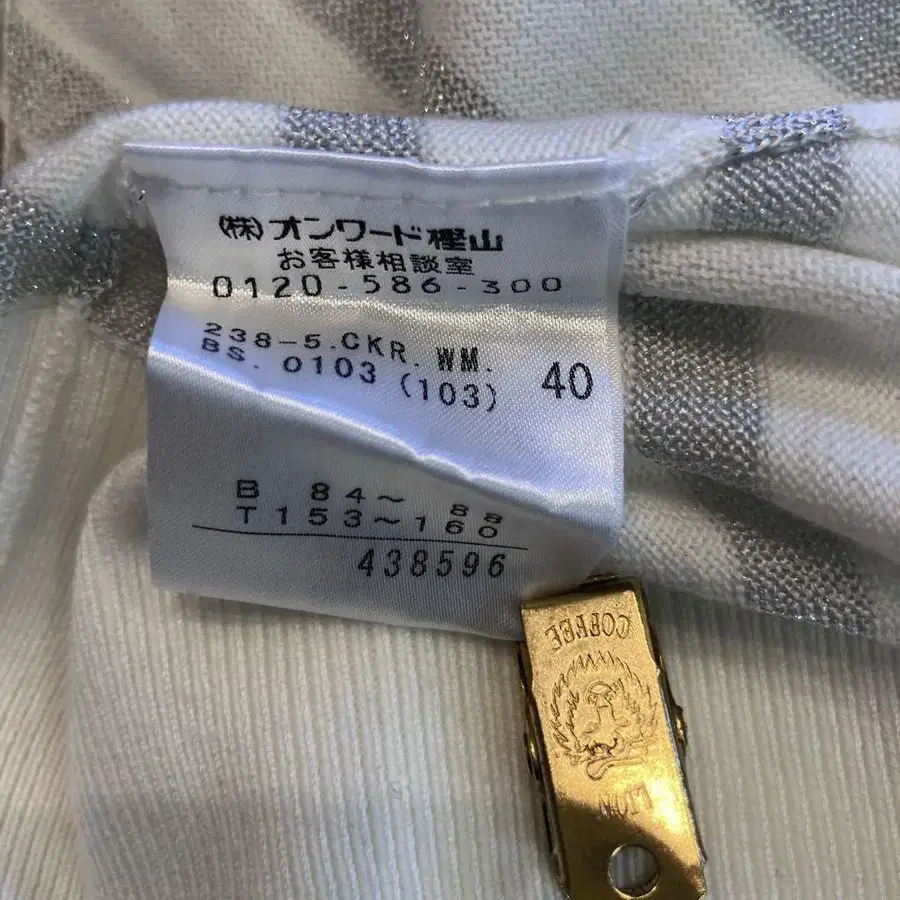 (株)オンワード樫山
お客様相談室
0120-586-300
238-5.CKR.WM.
BS.0103 (103)
40
B 84~ 88
T153~160
438596
COFFEE
LION